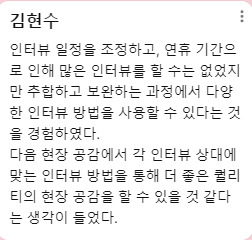 김현수
인터뷰 일정을 조정하고, 연휴 기간으
로 인해 많은 인터뷰를 할 수는 없었지
만 추합하고 보완하는 과정에서 다양
한 인터뷰 방법을 사용할 수 있다는 것
을 경험하였다.
다음 현장 공감에서 각 인터뷰 상대에
맞는 인터뷰 방법을 통해 더 좋은 퀄리
티의 현장 공감을 할 수 있을 것 같다
는 생각이 들었다.